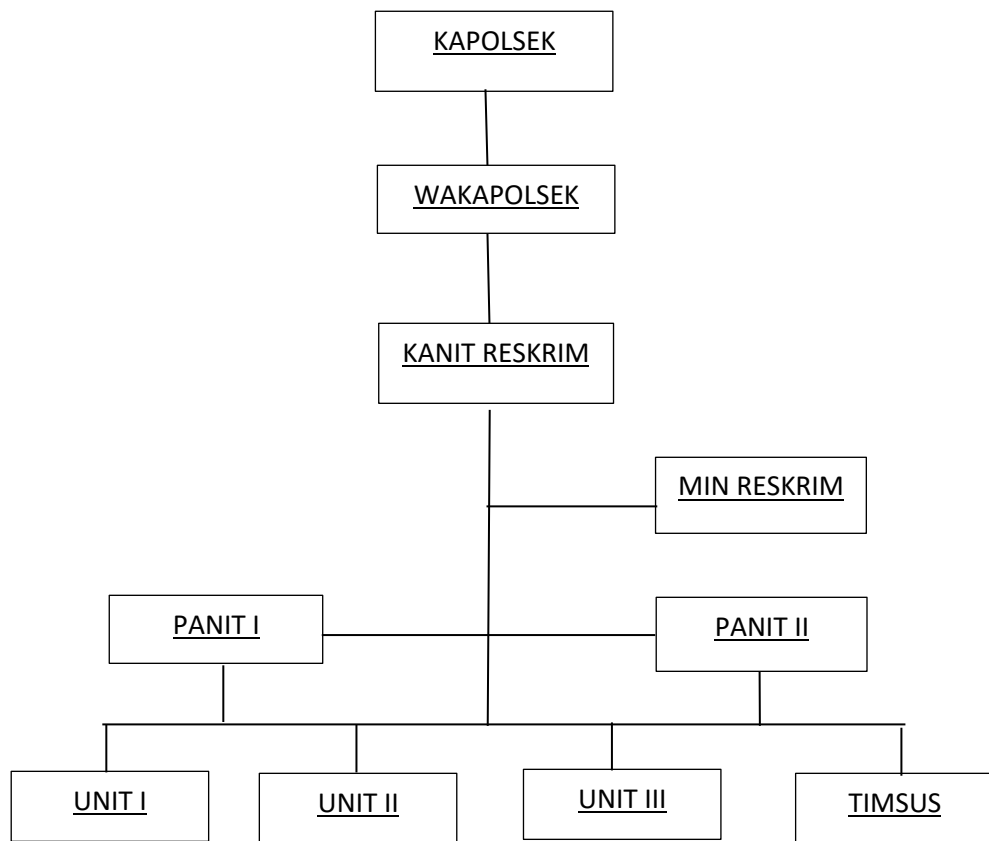 KAPOLSEK
WAKAPOLSEK
KANIT RESKRIM
MIN RESKRIM
PANIT I
PANIT II
UNIT I
UNIT II
UNIT III
TIMSUS